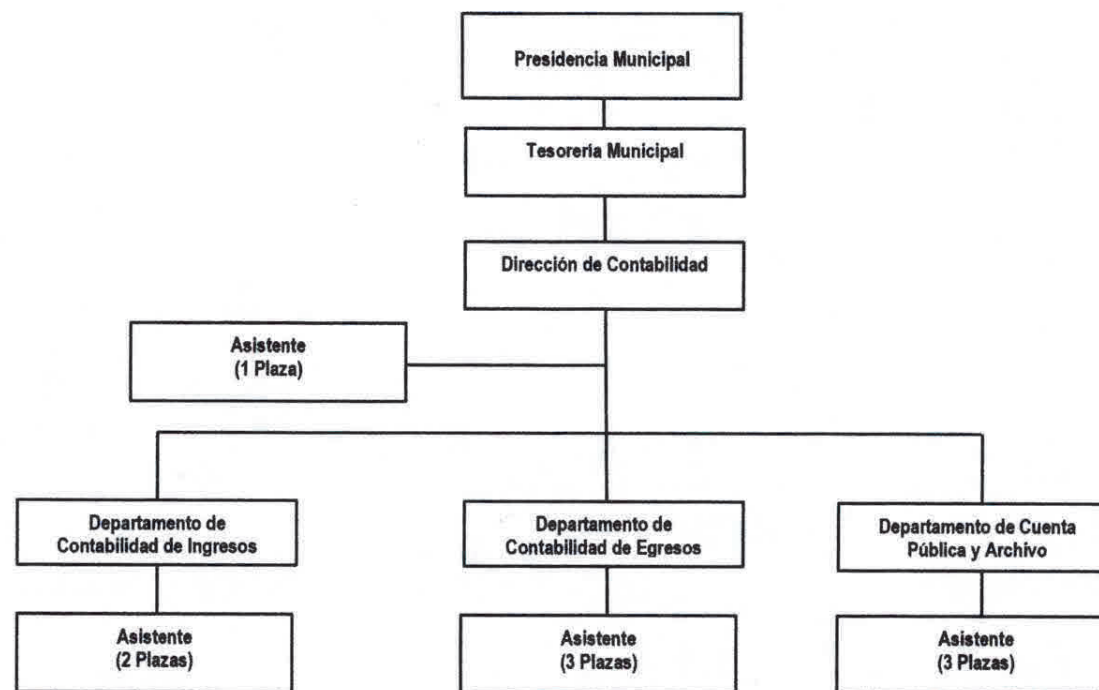 Presidencia Municipal
Tesorería Municipal
Dirección de Contabilidad
Asistente
(1 Plaza)
Departamento de
Contabilidad de Ingresos
Departamento de
Contabilidad de Egresos
Departamento de Cuenta
Pública y Archivo
Asistente
(2 Plazas)
Asistente
(3 Plazas)
Asistente
(3 Plazas)